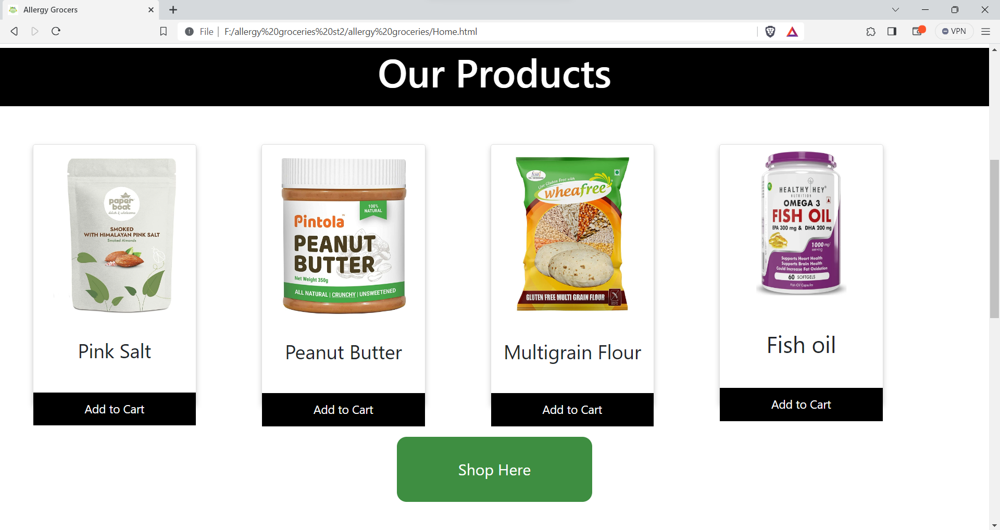 Allergy Grocers
File
F:/allergy%20groceries%20st2/allergy%20groceries/Home.html
VPN
Our Products
paper
boat
delish & wholesome
SMOKED
WITH HIMALAYAN PINK SALT
Smoked Almonds
100%
NATURAL
Pintola
PEANUT
BUTTER
Net Weight 350g
ALL NATURAL | CRUNCHY | UNSWEETENED
fssai
Live Gluten Free with
wheafree
GLUTEN FREE MULTI GRAIN FLOUR
HEALTHY HEY
NUTRITION
OMEGA 3
FISH OIL
EPA 300 mg & DHA 200 mg
1000 mg/
serving
Supports Heart Health
Supports Brain Health
Could Increase Fat Oxidation
60 SOFTGELS
Fish Oil Capsules
Pink Salt
Peanut Butter
Multigrain Flour
Fish oil
Add to Cart
Add to Cart
Add to Cart
Add to Cart
Shop Here